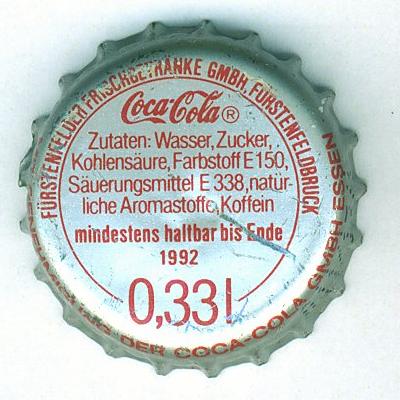 FÜRSTENFELDER FRISCHGETRÄNKE GMBH, FÜRSTENFELDBRUCK
Coca-Cola ®
Zutaten: Wasser, Zucker,
Kohlensäure, Farbstoff E 150,
Säuerungsmittel E 338, natür-
liche Aromastoffe, Koffein
mindestens haltbar bis Ende
1992
0,33 l
DER COCA-COLA GMBH ESSEN